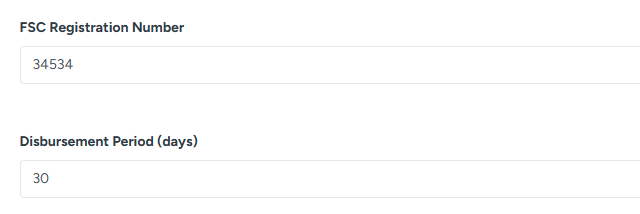 FSC Registration Number
34534
Disbursement Period (days)
30